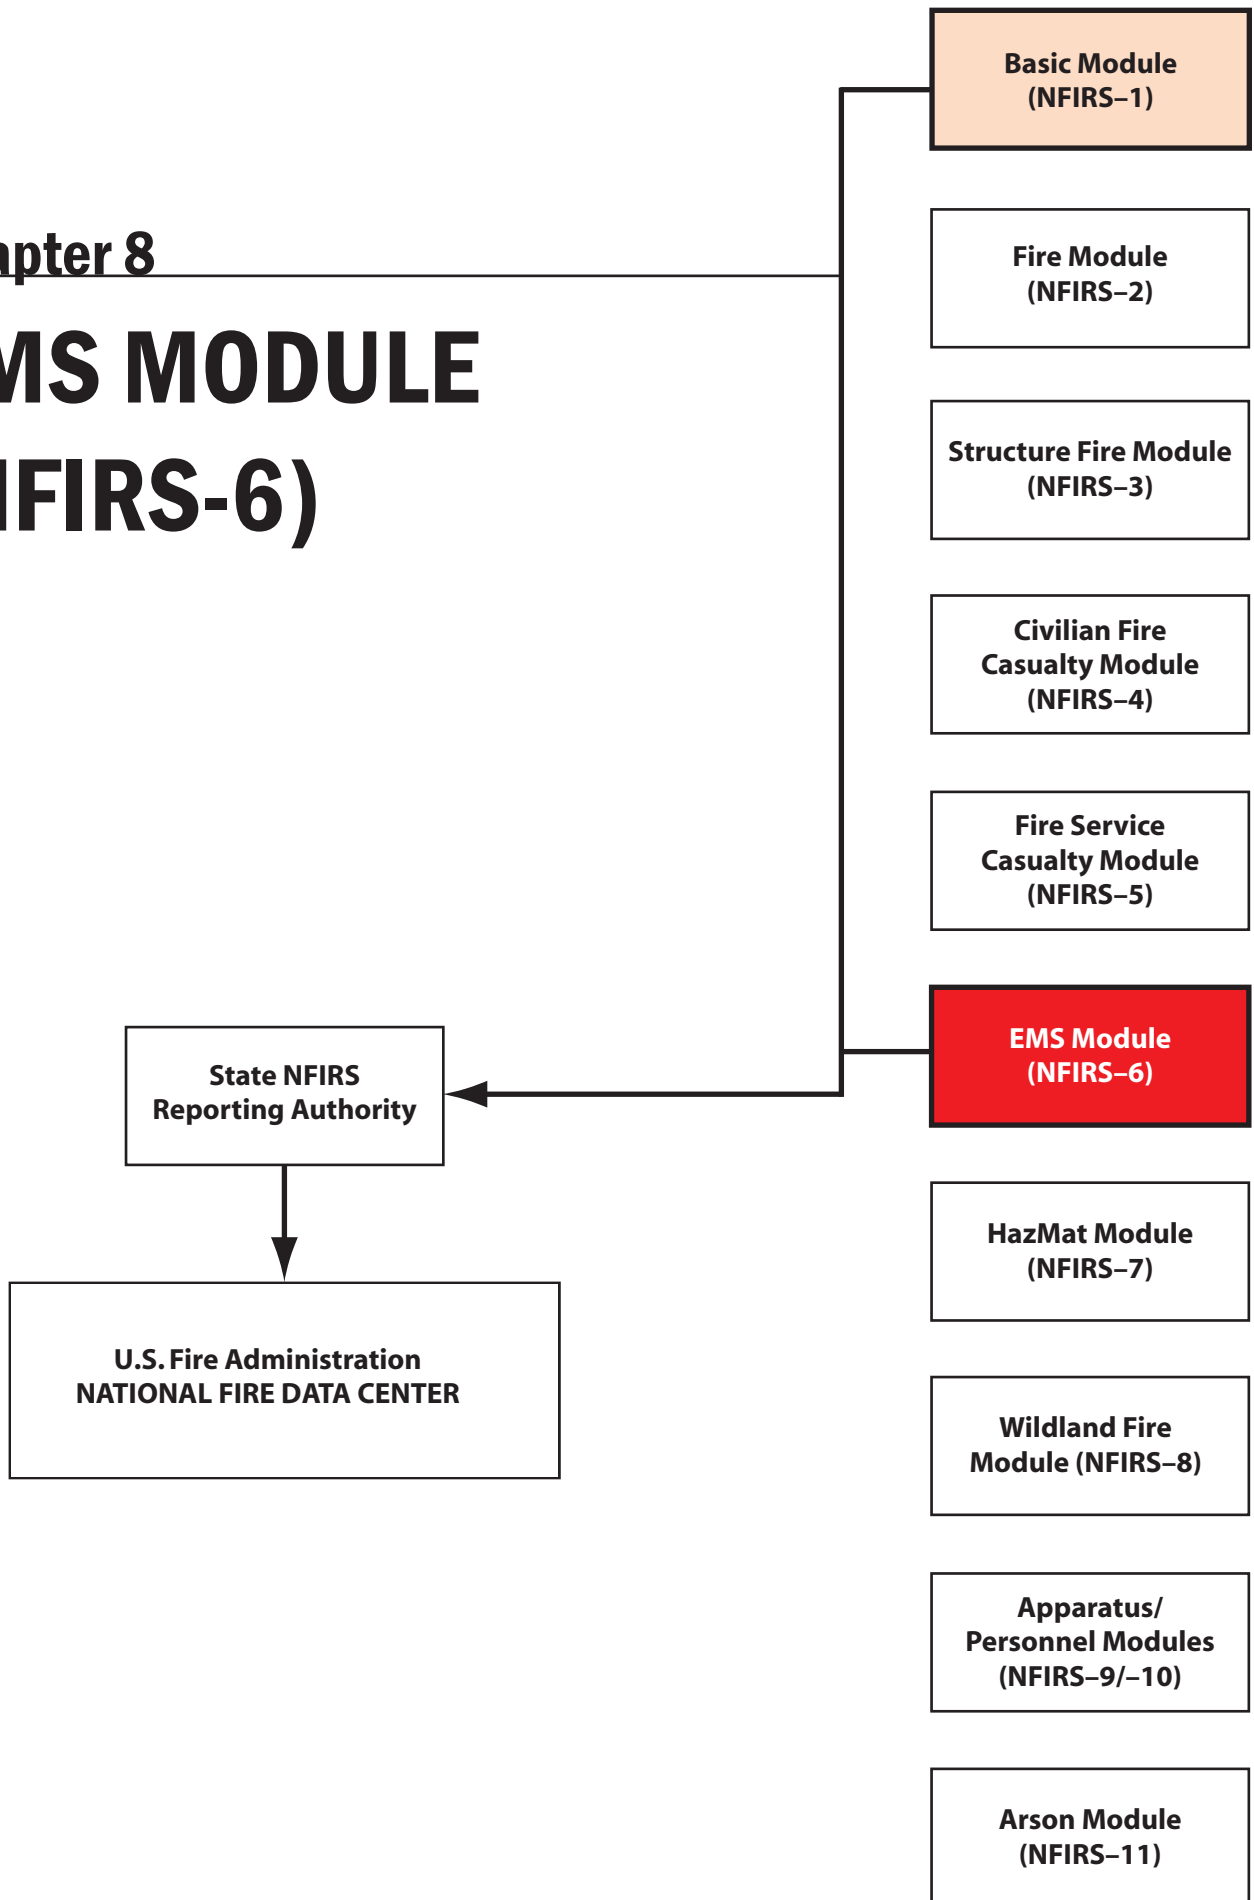 apter 8
MS MODULE
NFIRS-6)
Basic Module
(NFIRS–1)
Fire Module
(NFIRS–2)
Structure Fire Module
(NFIRS–3)
Civilian Fire
Casualty Module
(NFIRS–4)
Fire Service
Casualty Module
(NFIRS–5)
EMS Module
(NFIRS–6)
HazMat Module
(NFIRS–7)
Wildland Fire
Module (NFIRS–8)
Apparatus/
Personnel Modules
(NFIRS–9/–10)
Arson Module
(NFIRS–11)
State NFIRS
Reporting Authority
U.S. Fire Administration
NATIONAL FIRE DATA CENTER